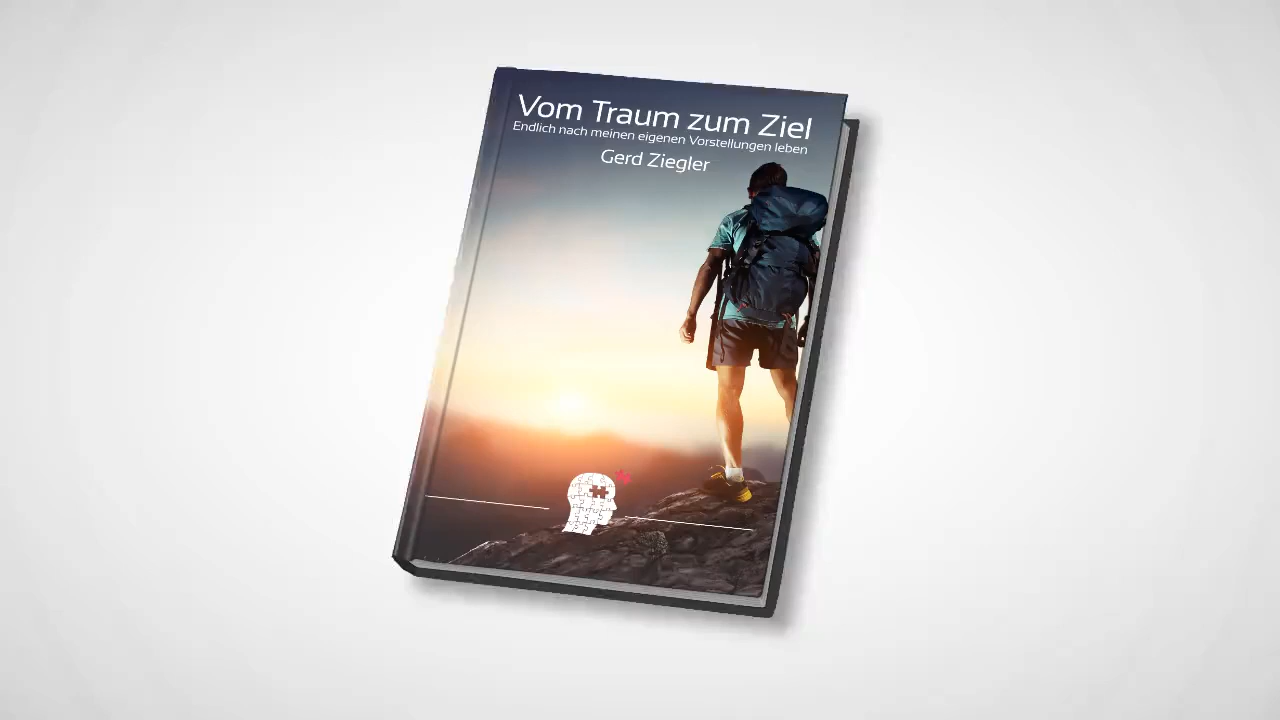 Vom Traum zum Ziel
Endlich nach meinen eigenen Vorstellungen leben
Gerd Ziegler